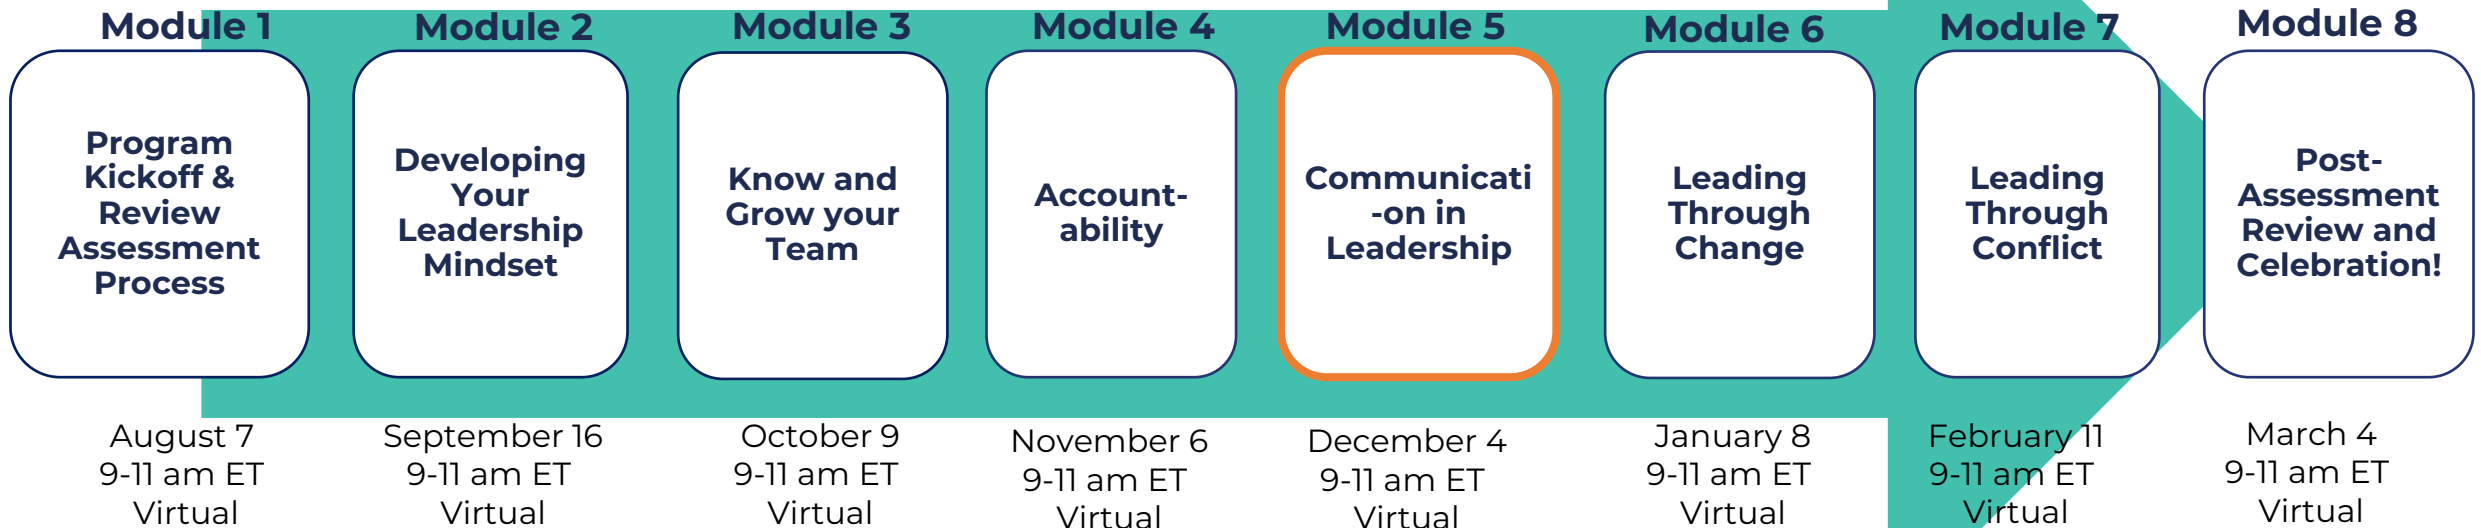 Module 1
Program
Kickoff &
Review
Assessment
Process
August 7
9-11 am ET
Virtual
Module 2
Developing
Your
Leadership
Mindset
September 16
9-11 am ET
Virtual
Module 3
Know and
Grow your
Team
October 9
9-11 am ET
Virtual
Module 4
Account-
ability
November 6
9-11 am ET
Virtual
Module 5
Communicati
-on in
Leadership
December 4
9-11 am ET
Virtual
Module 6
Leading
Through
Change
January 8
9-11 am ET
Virtual
Module 7
Leading
Through
Conflict
February 11
9-11 am ET
Virtual
Module 8
Post-
Assessment
Review and
Celebration!
March 4
9-11 am ET
Virtual